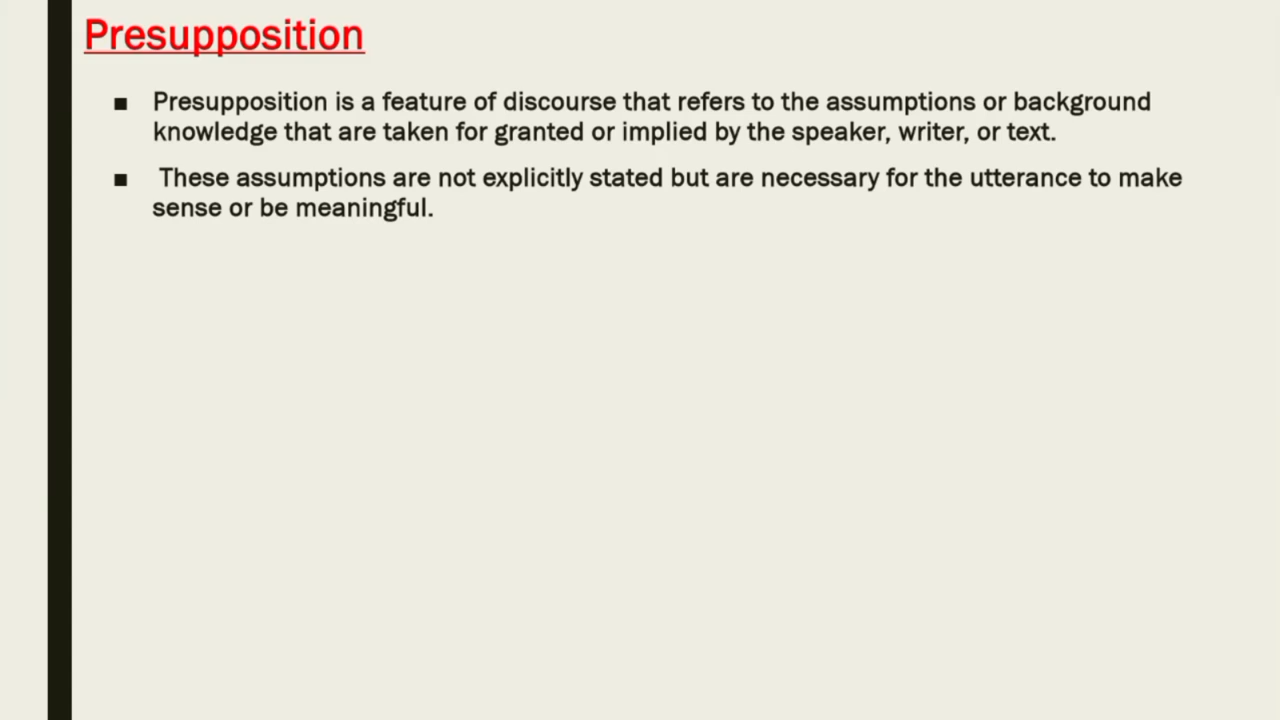 Presupposition
■ Presupposition is a feature of discourse that refers to the assumptions or background
knowledge that are taken for granted or implied by the speaker, writer, or text.
■ These assumptions are not explicitly stated but are necessary for the utterance to make
sense or be meaningful.